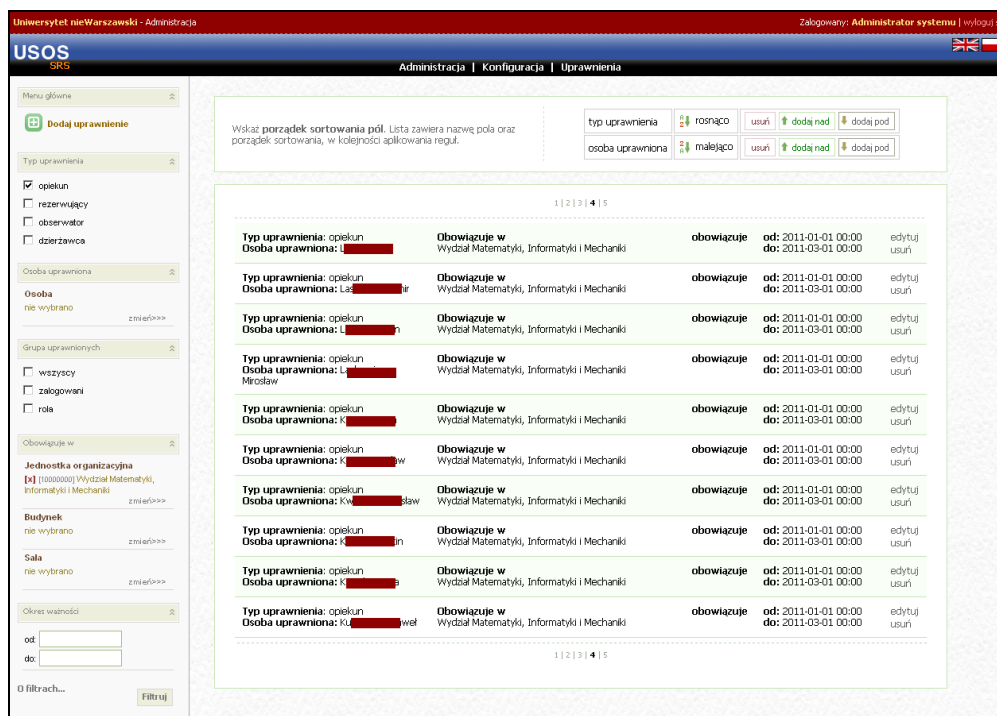 Uniwersytet nieWarszawski - Administracja
Zalogowany: Administrator systemu | wyloguj
USOS
SRS
Administracja | Konfiguracja | Uprawnienia
Menu główne
Dodaj uprawnienie
Typ uprawnienia
opiekun
rezerwujący
obserwator
dzierżawca
Osoba uprawniona
Osoba
nie wybrano
zmień>>>
Grupa uprawnionych
wszyscy
zalogowani
rola
Obowiązuje w
Jednostka organizacyjna
[x] [10000000] Wydział Matematyki,
Informatyki i Mechaniki
zmień>>>
Budynek
nie wybrano
zmień>>>
Sala
nie wybrano
zmień>>>
Okres ważności
od:
do:
O filtrach...
Filtruj
Wskaż porządek sortowania pól. Lista zawiera nazwę pola oraz
porządek sortowania, w kolejności aplikowania reguł.
typ uprawnienia rosnąco usuń dodaj nad dodaj pod
osoba uprawniona malejąco usuń dodaj nad dodaj pod
1 | 2 | 3 | 4 | 5
Typ uprawnienia: opiekun Obowiązuje w obowiązuje od: 2011-01-01 00:00 edytuj
Osoba uprawniona: L Wydział Matematyki, Informatyki i Mechaniki do: 2011-03-01 00:00 usuń
Typ uprawnienia: opiekun Obowiązuje w obowiązuje od: 2011-01-01 00:00 edytuj
Osoba uprawniona: Las ir Wydział Matematyki, Informatyki i Mechaniki do: 2011-03-01 00:00 usuń
Typ uprawnienia: opiekun Obowiązuje w obowiązuje od: 2011-01-01 00:00 edytuj
Osoba uprawniona: L n Wydział Matematyki, Informatyki i Mechaniki do: 2011-03-01 00:00 usuń
Typ uprawnienia: opiekun Obowiązuje w obowiązuje od: 2011-01-01 00:00 edytuj
Osoba uprawniona: La Wydział Matematyki, Informatyki i Mechaniki do: 2011-03-01 00:00 usuń
Mirosław
Typ uprawnienia: opiekun Obowiązuje w obowiązuje od: 2011-01-01 00:00 edytuj
Osoba uprawniona: K Wydział Matematyki, Informatyki i Mechaniki do: 2011-03-01 00:00 usuń
Typ uprawnienia: opiekun Obowiązuje w obowiązuje od: 2011-01-01 00:00 edytuj
Osoba uprawniona: K w Wydział Matematyki, Informatyki i Mechaniki do: 2011-03-01 00:00 usuń
Typ uprawnienia: opiekun Obowiązuje w obowiązuje od: 2011-01-01 00:00 edytuj
Osoba uprawniona: Kw sław Wydział Matematyki, Informatyki i Mechaniki do: 2011-03-01 00:00 usuń
Typ uprawnienia: opiekun Obowiązuje w obowiązuje od: 2011-01-01 00:00 edytuj
Osoba uprawniona: K in Wydział Matematyki, Informatyki i Mechaniki do: 2011-03-01 00:00 usuń
Typ uprawnienia: opiekun Obowiązuje w obowiązuje od: 2011-01-01 00:00 edytuj
Osoba uprawniona: K a Wydział Matematyki, Informatyki i Mechaniki do: 2011-03-01 00:00 usuń
Typ uprawnienia: opiekun Obowiązuje w obowiązuje od: 2011-01-01 00:00 edytuj
Osoba uprawniona: Ku weł Wydział Matematyki, Informatyki i Mechaniki do: 2011-03-01 00:00 usuń
1 | 2 | 3 | 4 | 5